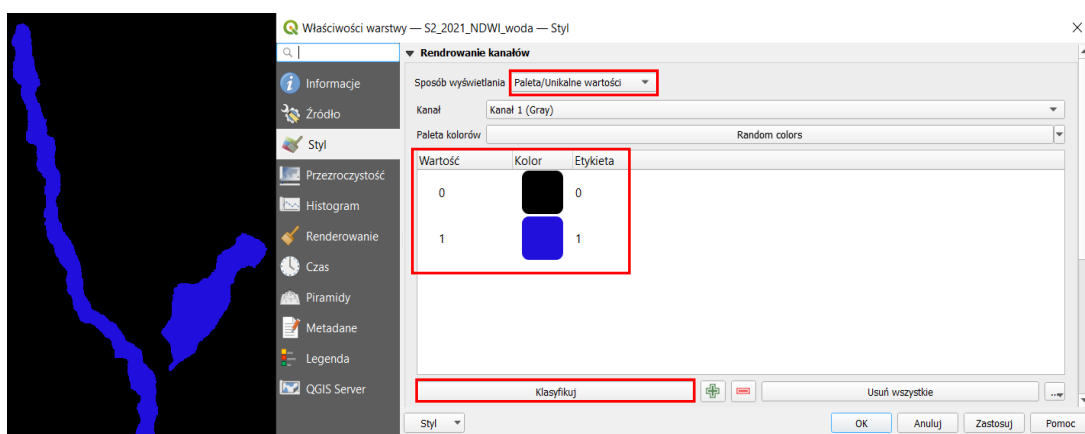 Właściwości warstwy — S2_2021_NDWI_woda — Styl
Informacje
Źródło
Styl
Przezroczystość
Histogram
Renderowanie
Czas
Piramidy
Metadane
Legenda
QGIS Server
Rendrowanie kanałów
Sposób wyświetlania Paleta/Unikalne wartości
Kanał Kanał 1 (Gray)
Paleta kolorów Random colors
Wartość Kolor Etykieta
0 0
1 1
Klasyfikuj Usuń wszystkie ...
Styl OK Anuluj Zastosuj Pomoc